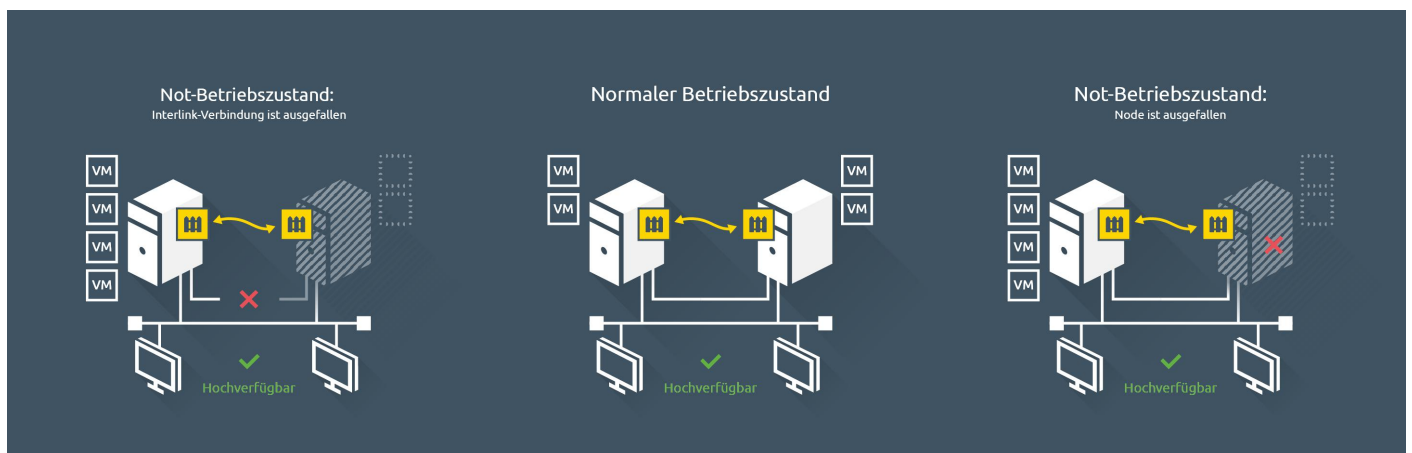 Not-Betriebszustand:
Interlink-Verbindung ist ausgefallen
VM
VM
VM
VM
Hochverfügbar
Normaler Betriebszustand
VM
VM
VM
VM
Hochverfügbar
Not-Betriebszustand:
Node ist ausgefallen
VM
VM
VM
VM
Hochverfügbar